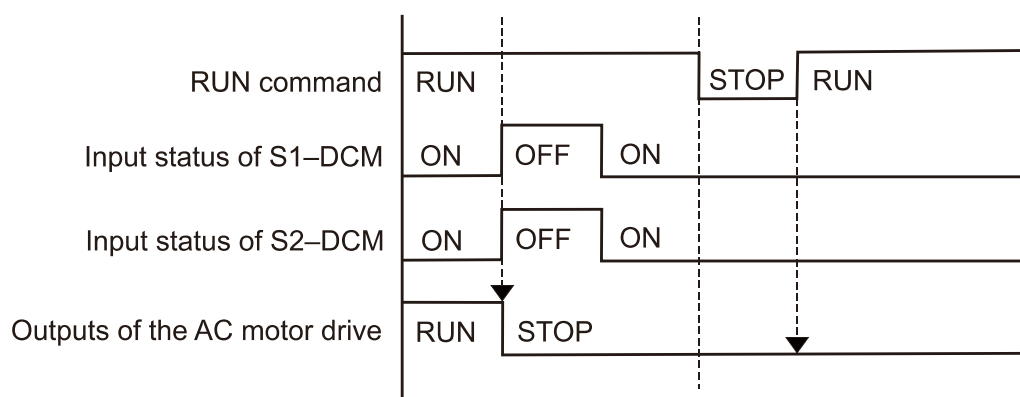 RUN command RUN STOP RUN
Input status of S1–DCM ON OFF ON
Input status of S2–DCM ON OFF ON
Outputs of the AC motor drive RUN STOP